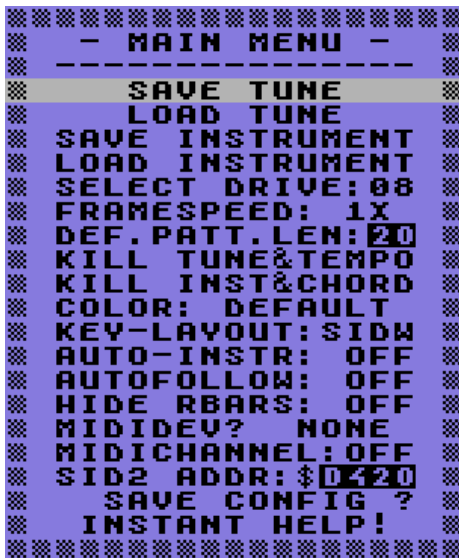 - MAIN MENU -
----------------
SAVE TUNE
LOAD TUNE
SAVE INSTRUMENT
LOAD INSTRUMENT
SELECT DRIVE:08
FRAMESPEED: 1X
DEF.PATT.LEN:20
KILL TUNE&TEMPO
KILL INST&CHORD
COLOR: DEFAULT
KEY-LAYOUT:SIDW
AUTO-INSTR: OFF
AUTOFOLLOW: OFF
HIDE RBARS: OFF
MIDIDEV? NONE
MIDICHANNEL:OFF
SID2 ADDR:$D420
SAVE CONFIG ?
INSTANT HELP!